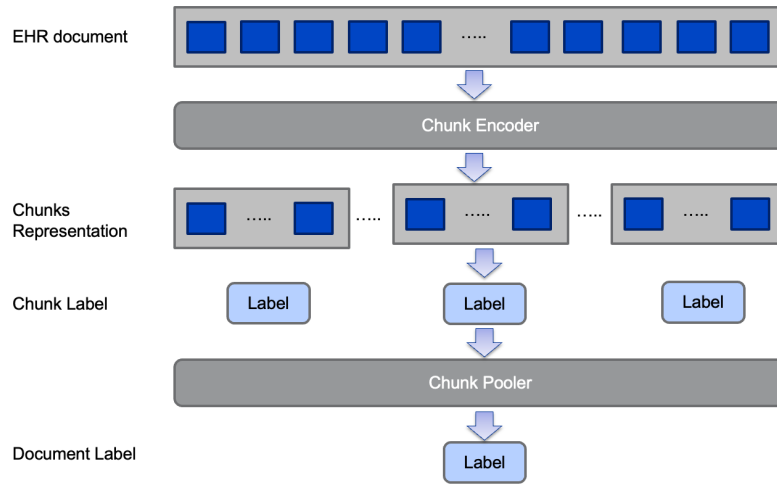 EHR document
.....
Chunk Encoder
Chunks
Representation
..... ..... ..... ..... .....
Chunk Label
Label Label Label
Chunk Pooler
Document Label
Label